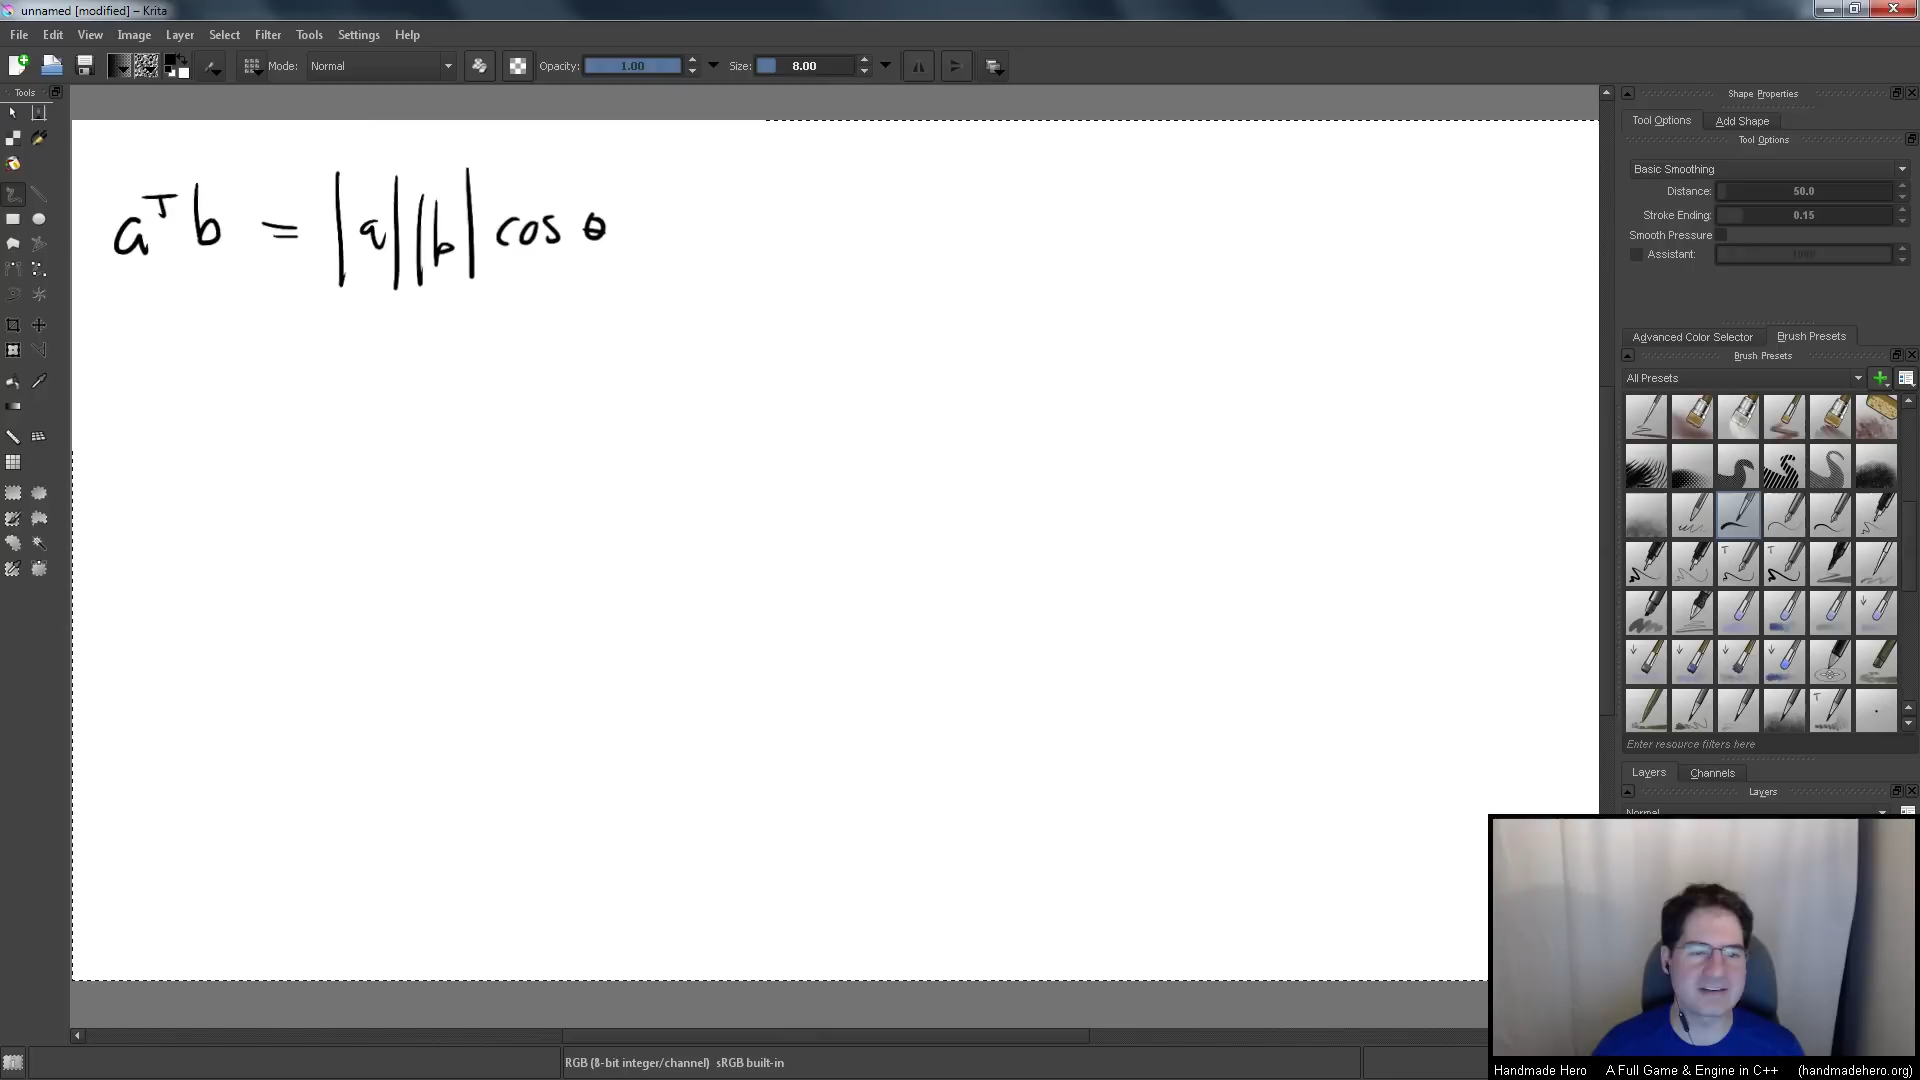 unnamed [modified] – Krita
File Edit View Image Layer Select Filter Tools Settings Help
Mode: Normal Opacity: 1.00 Size: 8.00
Tools
Shape Properties
Tool Options Add Shape
Tool Options
Basic Smoothing
Distance: 50.0
Stroke Ending: 0.15
Smooth Pressure
Assistant: 1000
aᵀb = |a||b| cos θ
Advanced Color Selector Brush Presets
Brush Presets
All Presets
Enter resource filters here
Layers Channels
Layers
Normal
RGB (8-bit integer/channel) sRGB built-in
Handmade Hero A Full Game & Engine in C++ (handmadehero.org)